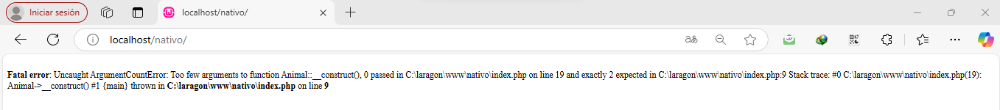 Iniciar sesión
localhost/nativo/
localhost/nativo/
aあ
Fatal error: Uncaught ArgumentCountError: Too few arguments to function Animal::__construct(), 0 passed in C:\laragon\www\nativo\index.php on line 19 and exactly 2 expected in C:\laragon\www\nativo\index.php:9 Stack trace: #0 C:\laragon\www\nativo\index.php(19):
Animal->__construct() #1 {main} thrown in C:\laragon\www\nativo\index.php on line 9